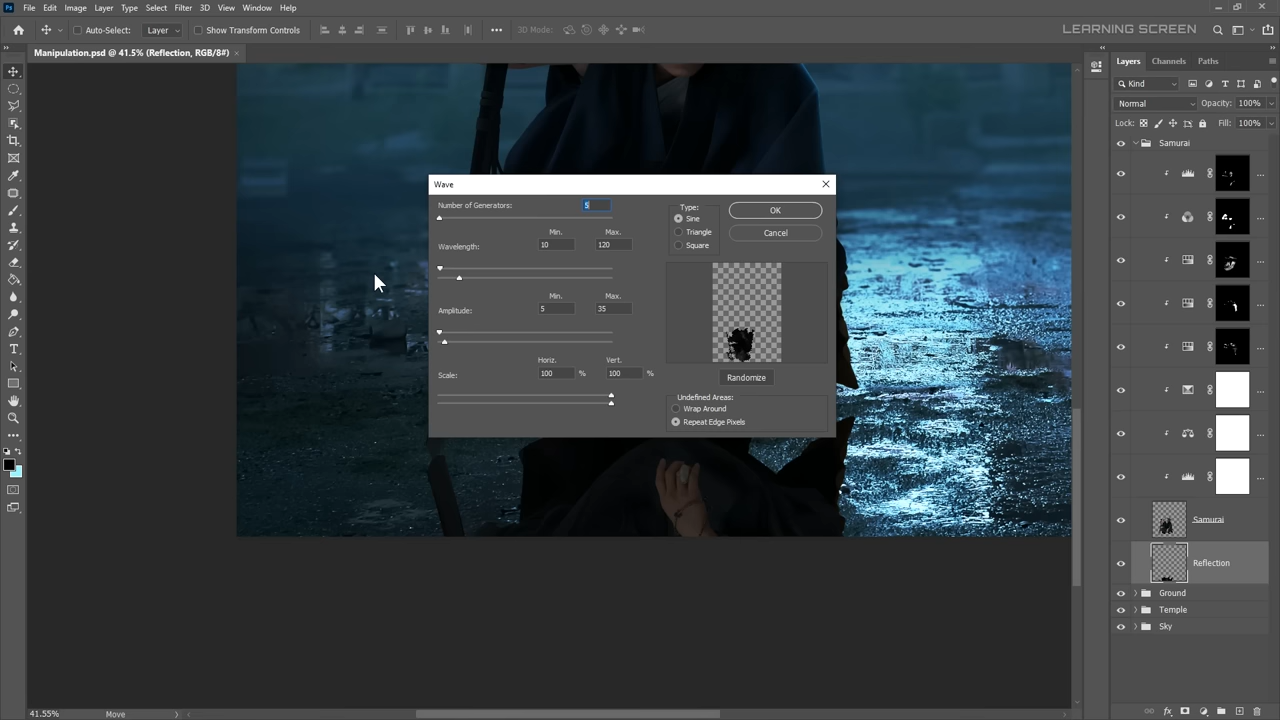 Ps File Edit Image Layer Type Select Filter 3D View Window Help
Auto-Select: Layer Show Transform Controls 3D Mode: LEARNING SCREEN
Manipulation.psd @ 41.5% (Reflection, RGB/8#) ×
Layers Channels Paths
Kind
Normal Opacity: 100%
Lock: Fill: 100%
Samurai
Samurai
Reflection
Ground
Temple
Sky
Wave
Number of Generators: 5
Min. Max.
Wavelength: 10 120
Min. Max.
Amplitude: 5 35
Horiz. Vert.
Scale: 100 % 100 %
Type:
Sine
Triangle
Square
OK
Cancel
Randomize
Undefined Areas:
Wrap Around
Repeat Edge Pixels
41.55% Move